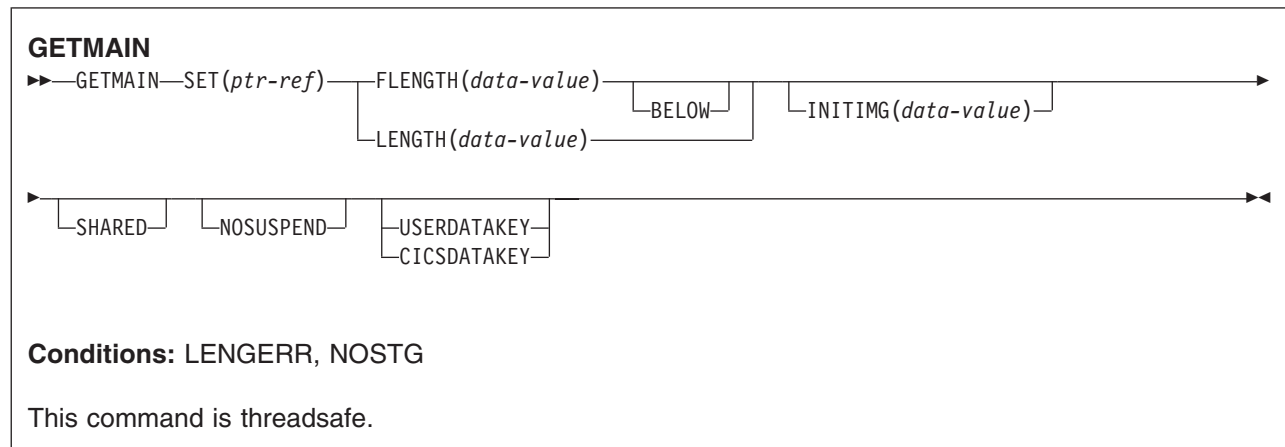 GETMAIN
GETMAIN SET(ptr-ref) FLENGTH(data-value)
BELOW INITIMG(data-value)
LENGTH(data-value)
SHARED NOSUSPEND USERDATAKEY
CICSDATAKEY
Conditions: LENGERR, NOSTG
This command is threadsafe.